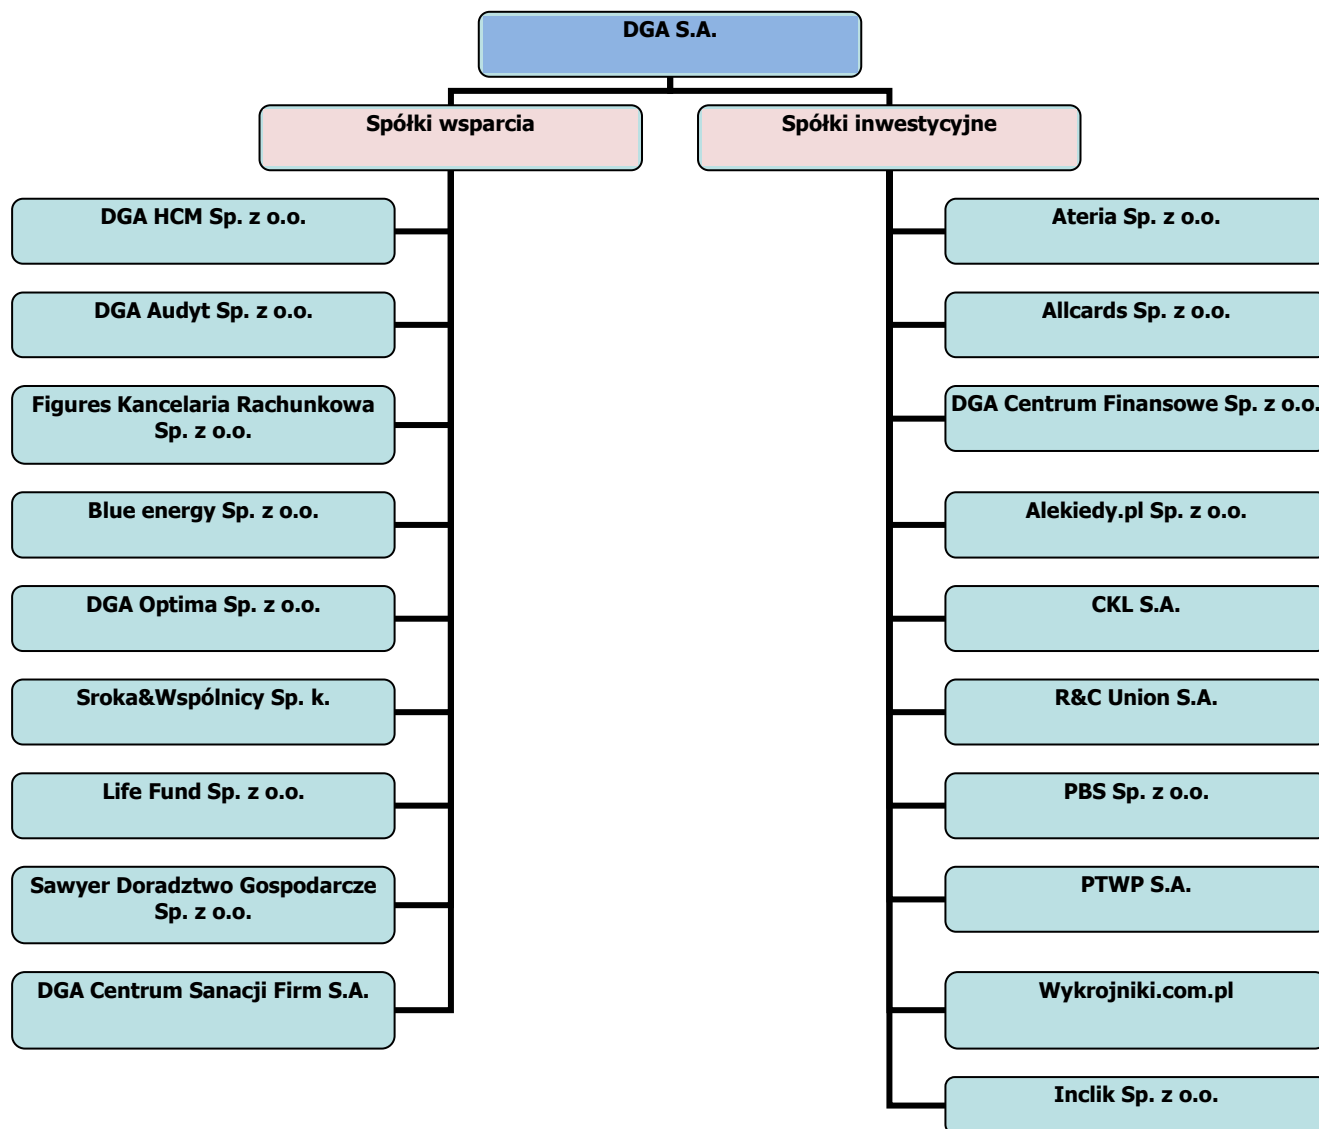 DGA S.A.
Spółki wsparcia
Spółki inwestycyjne
DGA HCM Sp. z o.o.
DGA Audyt Sp. z o.o.
Figures Kancelaria Rachunkowa
Sp. z o.o.
Blue energy Sp. z o.o.
DGA Optima Sp. z o.o.
Sroka&Wspólnicy Sp. k.
Life Fund Sp. z o.o.
Sawyer Doradztwo Gospodarcze
Sp. z o.o.
DGA Centrum Sanacji Firm S.A.
Ateria Sp. z o.o.
Allcards Sp. z o.o.
DGA Centrum Finansowe Sp. z o.o.
Alekiedy.pl Sp. z o.o.
CKL S.A.
R&C Union S.A.
PBS Sp. z o.o.
PTWP S.A.
Wykrojniki.com.pl
Inclik Sp. z o.o.